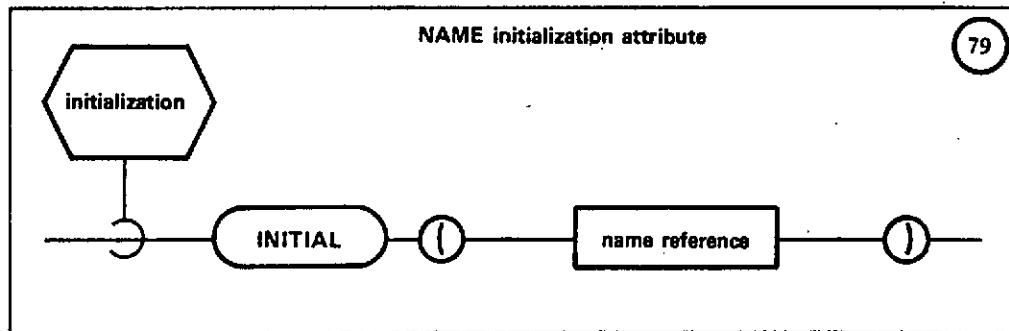 NAME initialization attribute
79
initialization
INITIAL ( name reference )